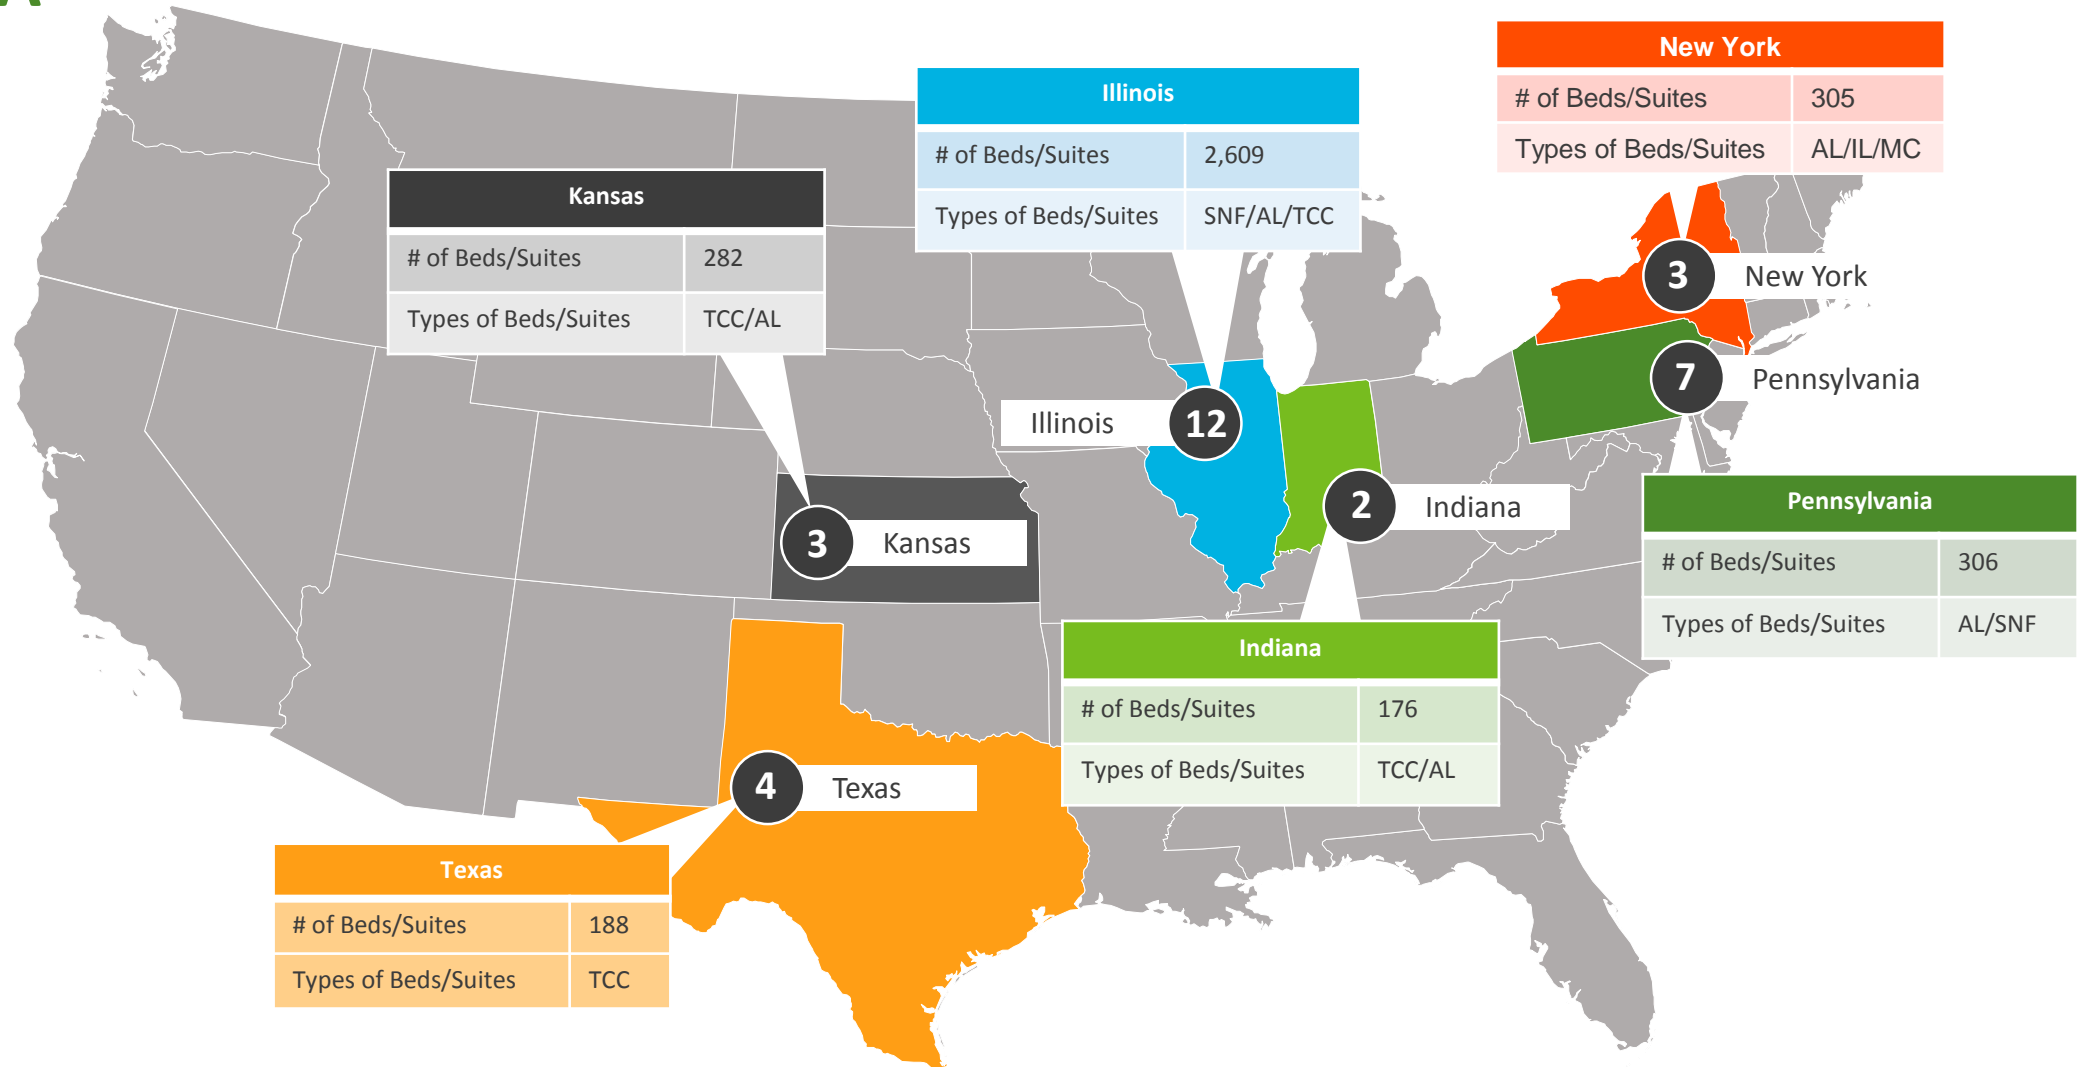 New York
# of Beds/Suites 305
Types of Beds/Suites AL/IL/MC
Illinois
# of Beds/Suites 2,609
Types of Beds/Suites SNF/AL/TCC
Kansas
# of Beds/Suites 282
Types of Beds/Suites TCC/AL
3 New York
7 Pennsylvania
Illinois 12
2 Indiana
3 Kansas
Pennsylvania
# of Beds/Suites 306
Types of Beds/Suites AL/SNF
Indiana
# of Beds/Suites 176
Types of Beds/Suites TCC/AL
4 Texas
Texas
# of Beds/Suites 188
Types of Beds/Suites TCC